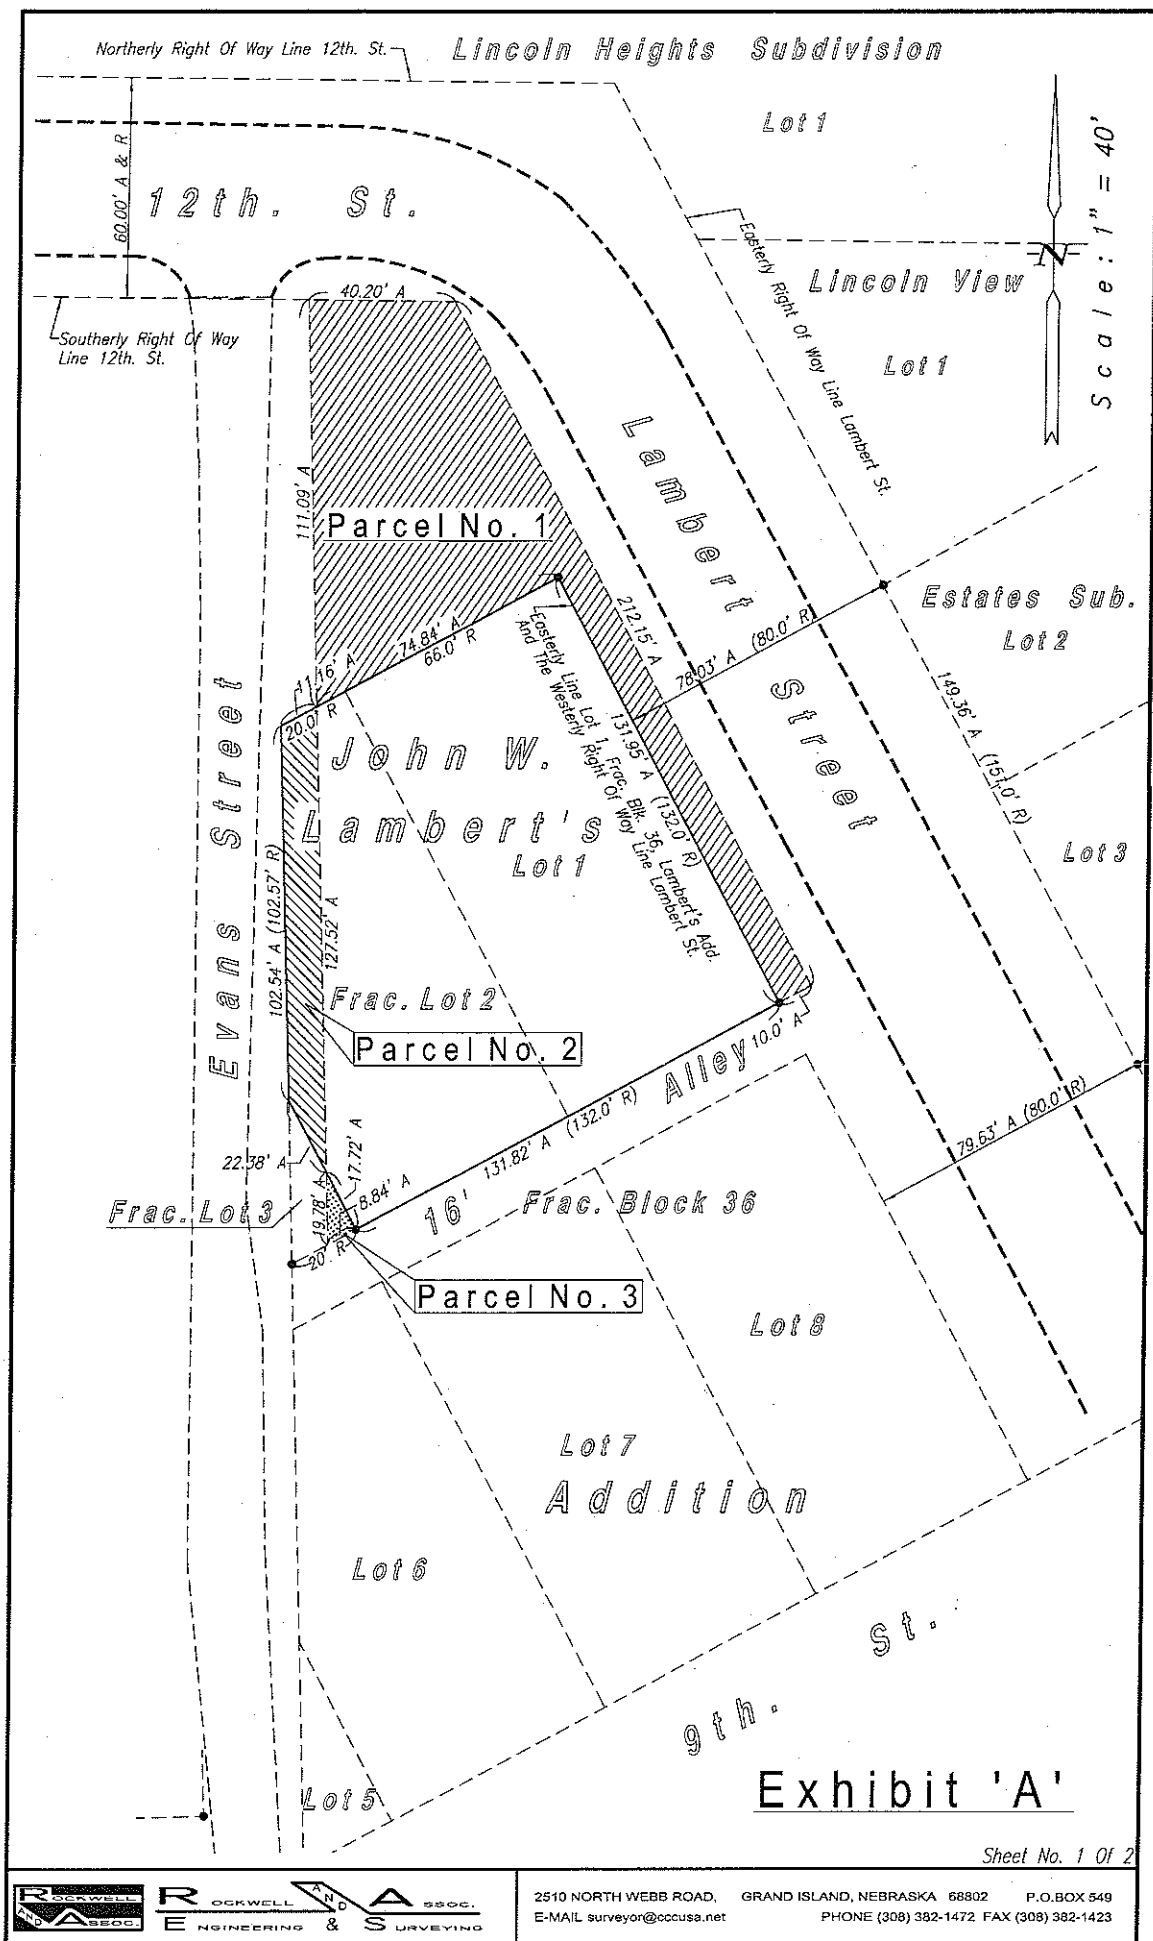 Northerly Right Of Way Line 12th. St.
Lincoln Heights Subdivision
Lot 1
Scale: 1" = 40'
60.00' A & R
12th. St.
N
Easterly Right Of Way Line Lambert St.
Lincoln View
Lot 1
40.20' A
Southerly Right Of Way
Line 12th. St.
Lambert Street
111.09' A
Parcel No. 1
212.15' A
Estates Sub.
Lot 2
74.84' A
66.0' R
78.03' A (80.0' R)
Easterly Line Lot 1, Frac. Blk. 36, Lambert's Add.
And The Westerly Right Of Way Line Lambert St.
131.95' A (132.0' R)
149.36' A (151.0' R)
11.16' A
20.0' R
Evans Street
John W.
Lambert's
Lot 1
Lot 3
102.54' A (102.57' R)
127.52' A
Frac. Lot 2
Parcel No. 2
10.0' A
Alley
131.82' A (132.0' R)
79.63' A (80.0' R)
22.38' A
17.72' A
8.84' A
Frac. Lot 3
19.78' A
16'
Frac. Block 36
20' R
Parcel No. 3
Lot 8
Lot 7
Addition
Lot 6
9th. St.
Lot 5
Exhibit 'A'
Sheet No. 1 Of 2
ROCKWELL
AND
ASSOC.
ROCKWELL AND ASSOC.
ENGINEERING & SURVEYING
2510 NORTH WEBB ROAD, GRAND ISLAND, NEBRASKA 68802 P.O.BOX 549
E-MAIL surveyor@cccusa.net PHONE (308) 382-1472 FAX (308) 382-1423